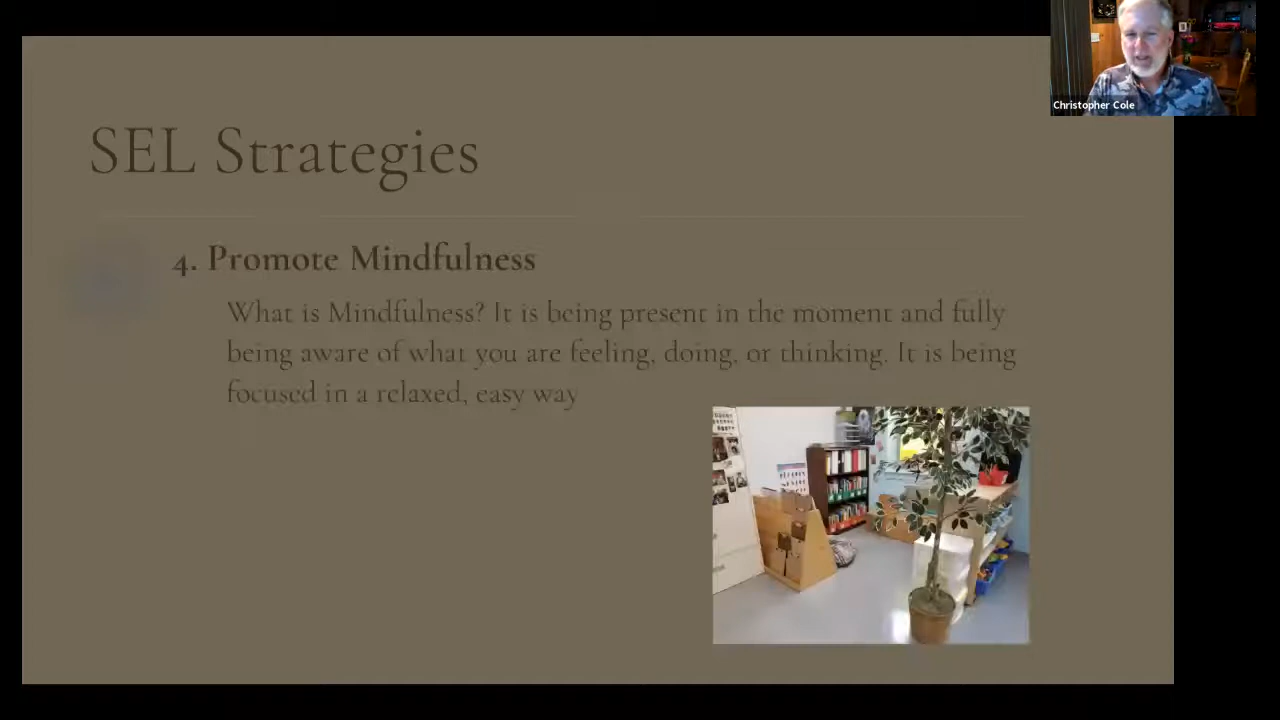 Christopher Cole
SEL Strategies
4. Promote Mindfulness
What is Mindfulness? It is being present in the moment and fully
being aware of what you are feeling, doing, or thinking. It is being
focused in a relaxed, easy way